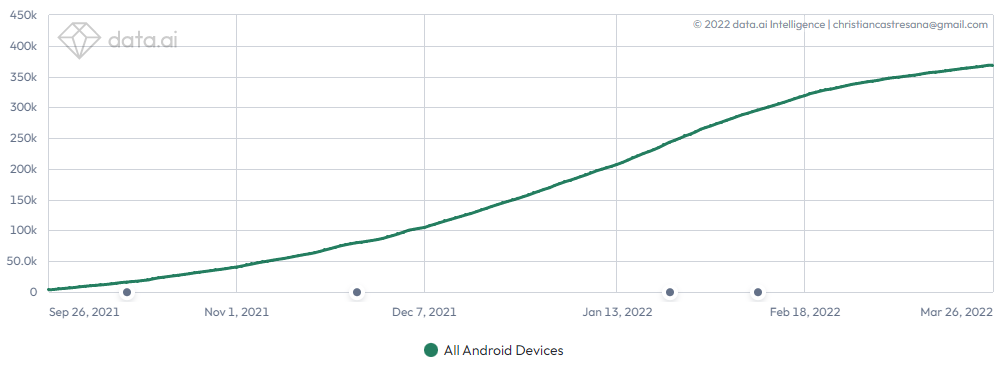 450k
© 2022 data.ai Intelligence | christiancastresana@gmail.com
data.ai
400k
350k
300k
250k
200k
150k
100k
50.0k
0
Sep 26, 2021 Nov 1, 2021 Dec 7, 2021 Jan 13, 2022 Feb 18, 2022 Mar 26, 2022
All Android Devices